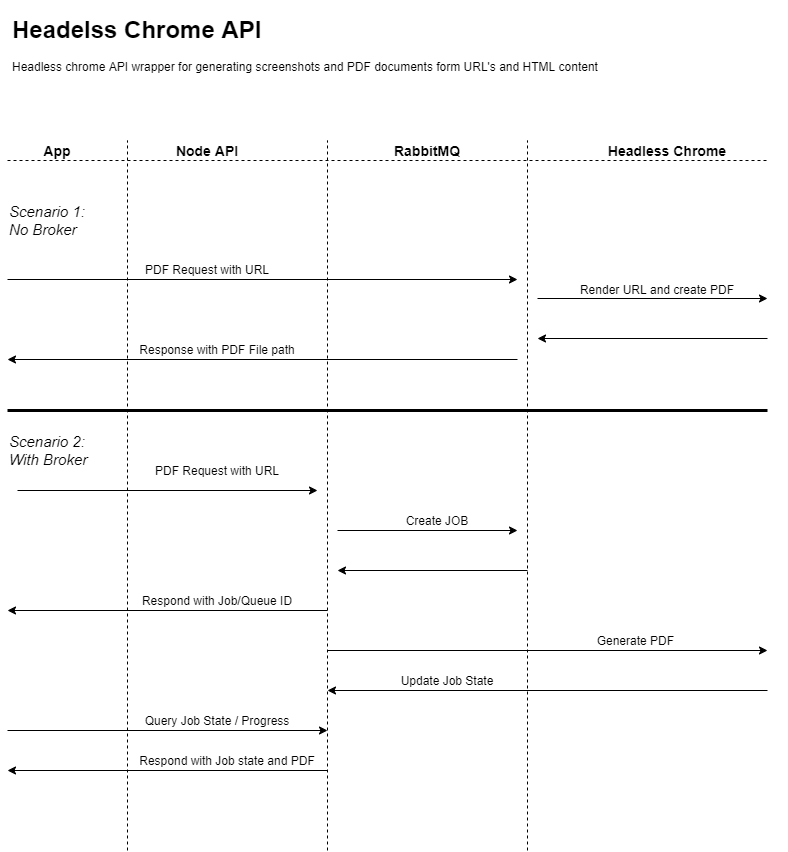 Headelss Chrome API
Headless chrome API wrapper for generating screenshots and PDF documents form URL's and HTML content
App
Node API
RabbitMQ
Headless Chrome
Scenario 1:
No Broker
PDF Request with URL
Render URL and create PDF
Response with PDF File path
Scenario 2:
With Broker
PDF Request with URL
Create JOB
Respond with Job/Queue ID
Generate PDF
Update Job State
Query Job State / Progress
Respond with Job state and PDF